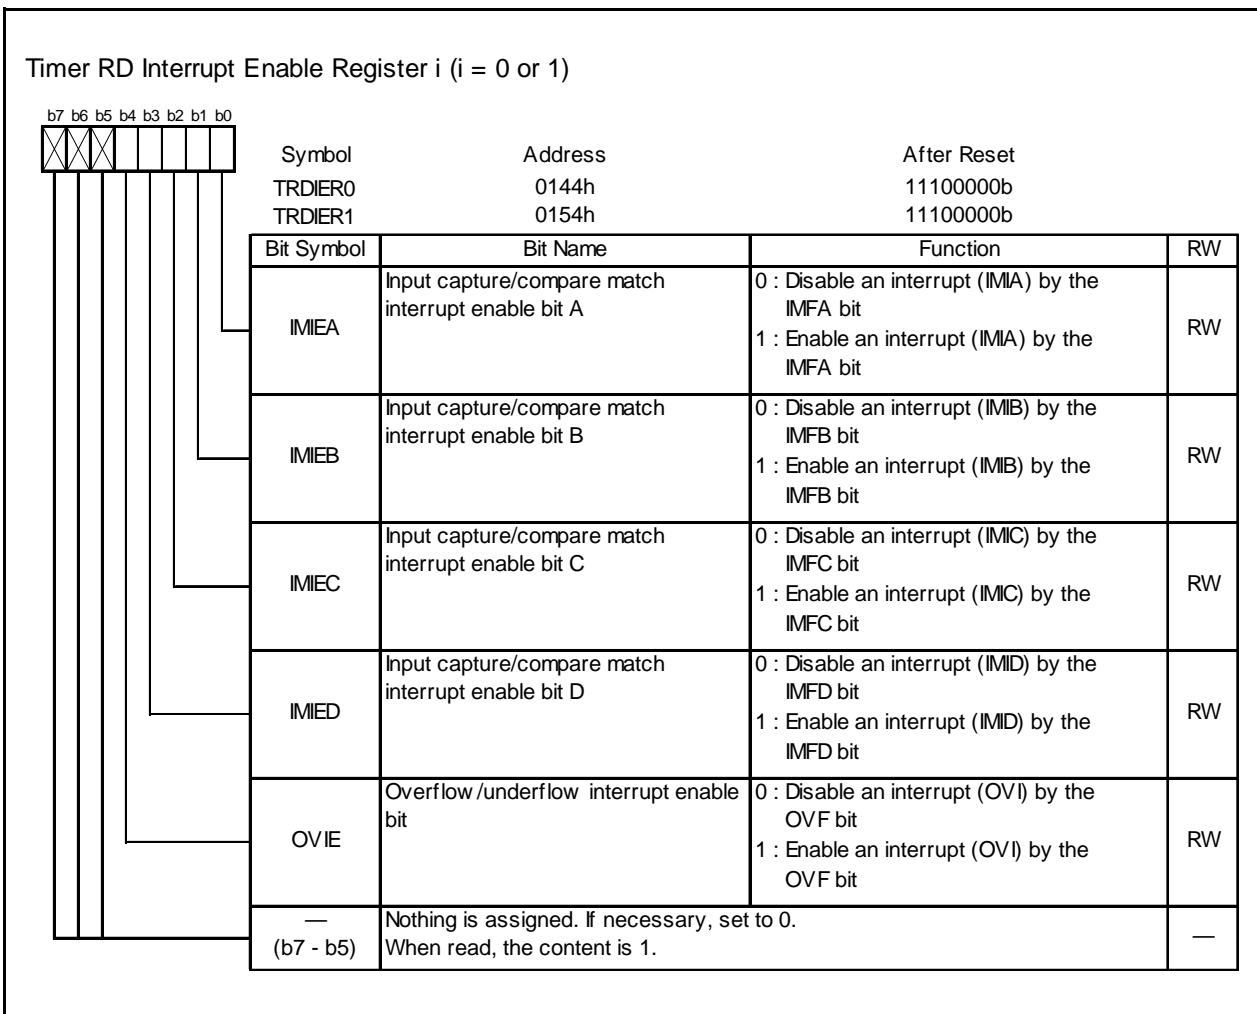 Timer RD Interrupt Enable Register i (i = 0 or 1)
b7 b6 b5 b4 b3 b2 b1 b0
Symbol Address After Reset
TRDIER0 0144h 11100000b
TRDIER1 0154h 11100000b
Bit Symbol Bit Name Function RW
IMIEA
Input capture/compare match
interrupt enable bit A
0 : Disable an interrupt (IMIA) by the
IMFA bit
1 : Enable an interrupt (IMIA) by the
IMFA bit
RW
IMIEB
Input capture/compare match
interrupt enable bit B
0 : Disable an interrupt (IMIB) by the
IMFB bit
1 : Enable an interrupt (IMIB) by the
IMFB bit
RW
IMIEC
Input capture/compare match
interrupt enable bit C
0 : Disable an interrupt (IMIC) by the
IMFC bit
1 : Enable an interrupt (IMIC) by the
IMFC bit
RW
IMIED
Input capture/compare match
interrupt enable bit D
0 : Disable an interrupt (IMID) by the
IMFD bit
1 : Enable an interrupt (IMID) by the
IMFD bit
RW
OVIE
Overflow/underflow interrupt enable
bit
0 : Disable an interrupt (OVI) by the
OVF bit
1 : Enable an interrupt (OVI) by the
OVF bit
RW
—
(b7 - b5)
Nothing is assigned. If necessary, set to 0.
When read, the content is 1.
—